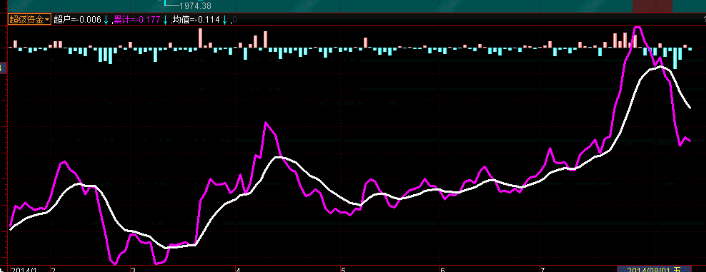 1974.38
超级资金 超户=-0.006↓,累计=-0.177↓ 均值=-0.114↓
2014/1 2 3 4 5 6 7 2014/08/01 五